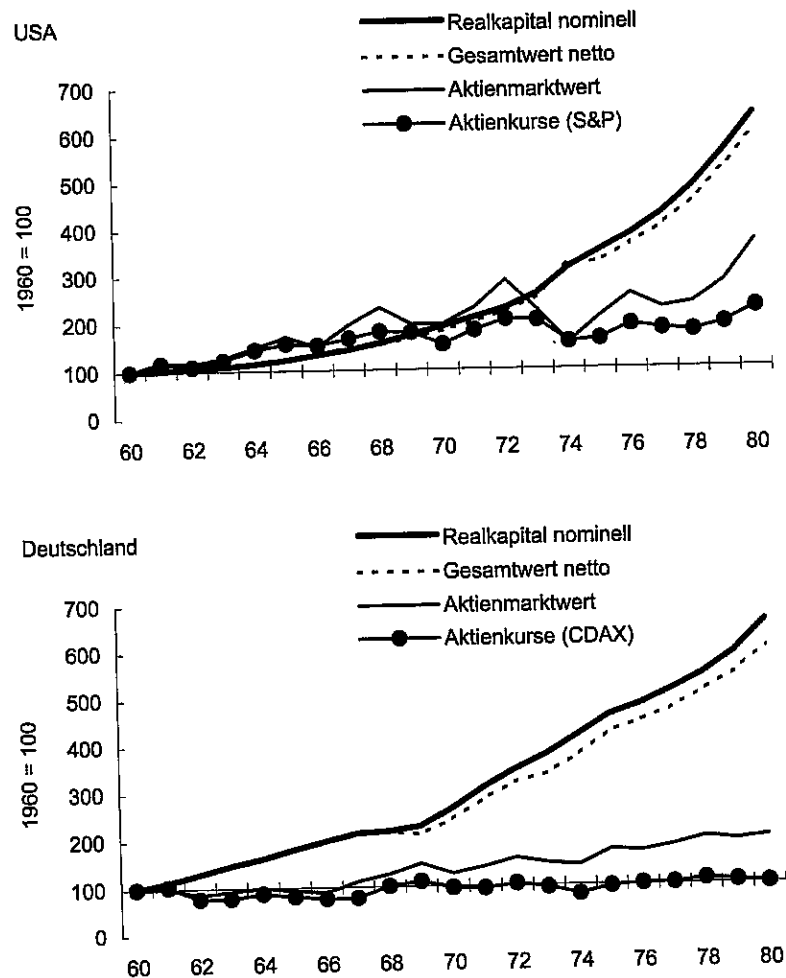 USA
Realkapital nominell
Gesamtwert netto
Aktienmarktwert
Aktienkurse (S&P)
700
600
500
400
300
200
100
0
1960 = 100
60 62 64 66 68 70 72 74 76 78 80
Deutschland
Realkapital nominell
Gesamtwert netto
Aktienmarktwert
Aktienkurse (CDAX)
700
600
500
400
300
200
100
0
1960 = 100
60 62 64 66 68 70 72 74 76 78 80